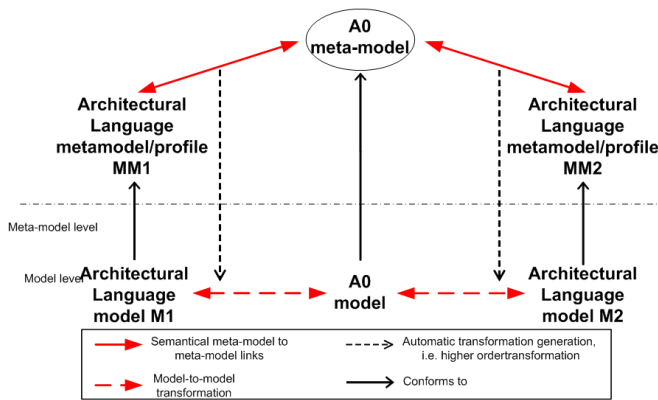 A0
meta-model
Architectural
Language
metamodel/profile
MM1
Architectural
Language
metamodel/profile
MM2
Meta-model level
Model level
Architectural
Language
model M1
A0
model
Architectural
Language
model M2
Semantical meta-model to
meta-model links
Automatic transformation generation,
i.e. higher ordertransformation
Model-to-model
transformation
Conforms to